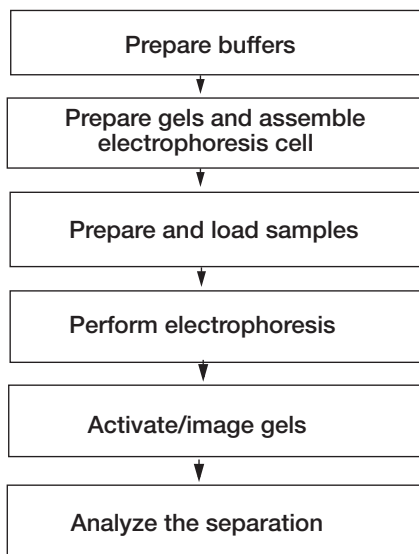 Prepare buffers
Prepare gels and assemble
electrophoresis cell
Prepare and load samples
Perform electrophoresis
Activate/image gels
Analyze the separation